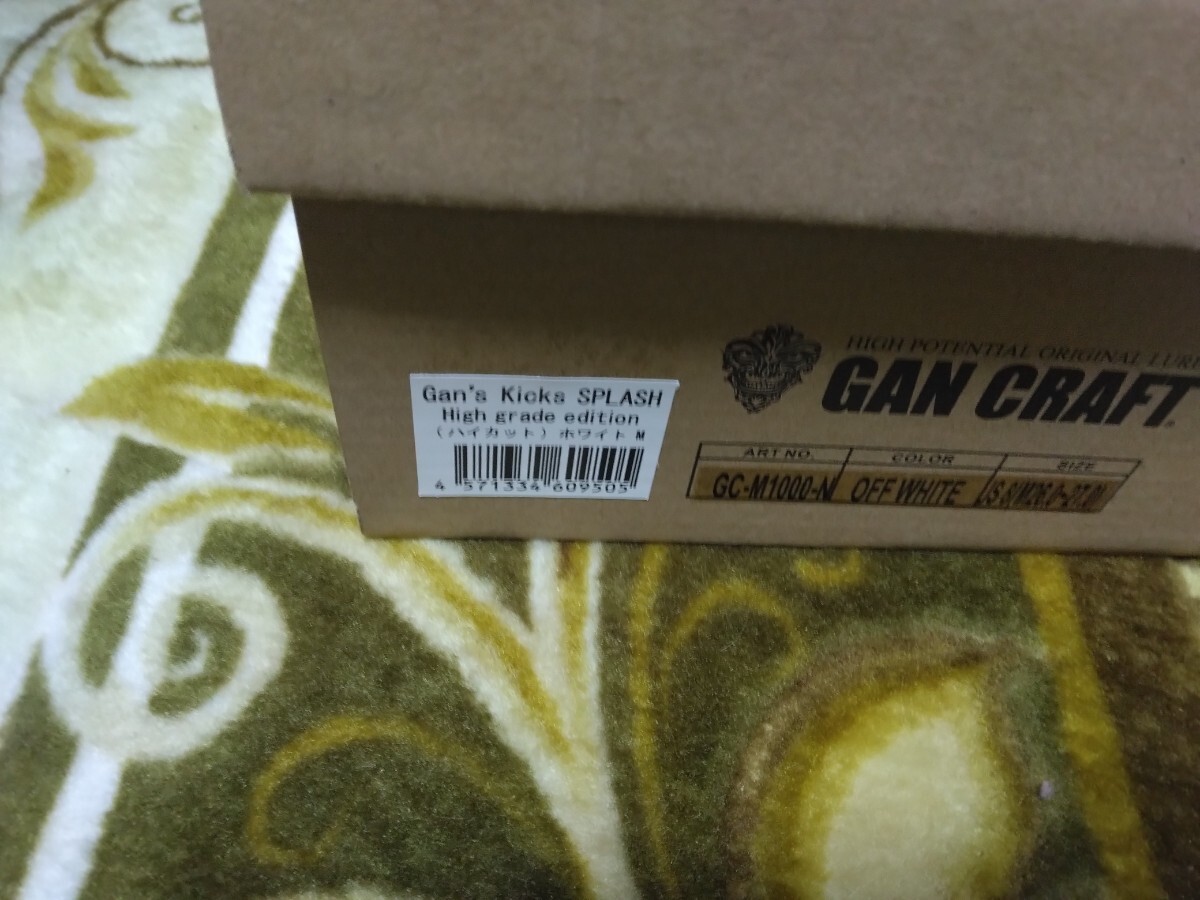 Gan's Kicks SPLASH
High grade edition
(ハイカット) ホワイト M
4 571334 609505
HIGH POTENTIAL ORIGINAL LURE
GAN CRAFT®
ART NO. COLOR SIZE
GC-M1000-N OFF WHITE